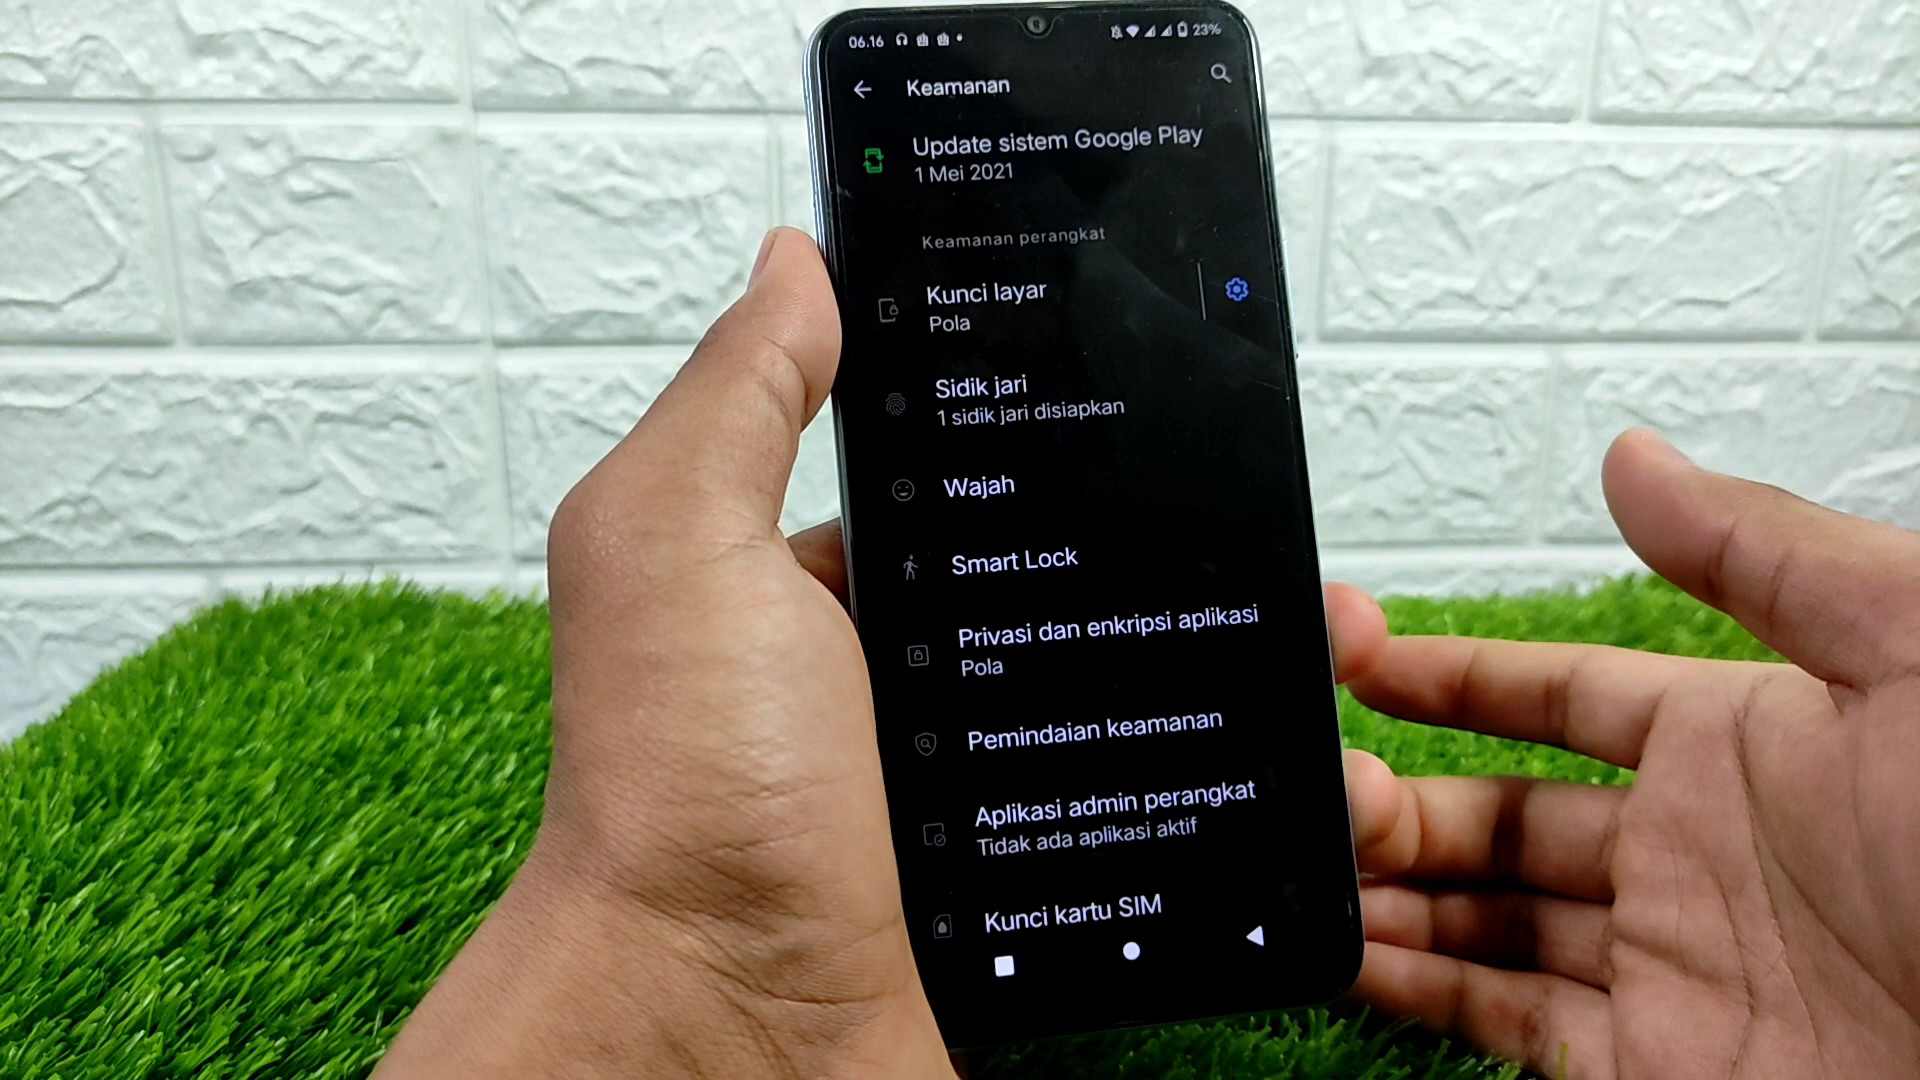 06.16
23%
Keamanan
Update sistem Google Play
1 Mei 2021
Keamanan perangkat
Kunci layar
Pola
Sidik jari
1 sidik jari disiapkan
Wajah
Smart Lock
Privasi dan enkripsi aplikasi
Pola
Pemindaian keamanan
Aplikasi admin perangkat
Tidak ada aplikasi aktif
Kunci kartu SIM